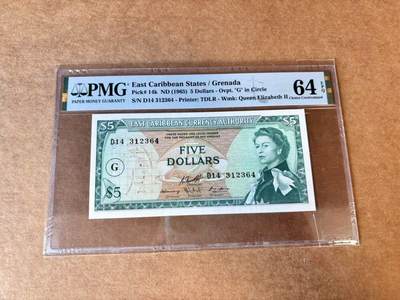 PMG
PAPER MONEY GUARANTY
East Caribbean States / Grenada
Pick# 14k ND (1965) 5 Dollars - Ovpt. "G" in Circle
S/N D14 312364 - Printer: TDLR - Wmk: Queen Elizabeth II
64 EPQ
Choice Uncirculated
$5 EAST CARIBBEAN CURRENCY AUTHORITY $5
D14 312364
FIVE
DOLLARS
G
D14 312364
$5